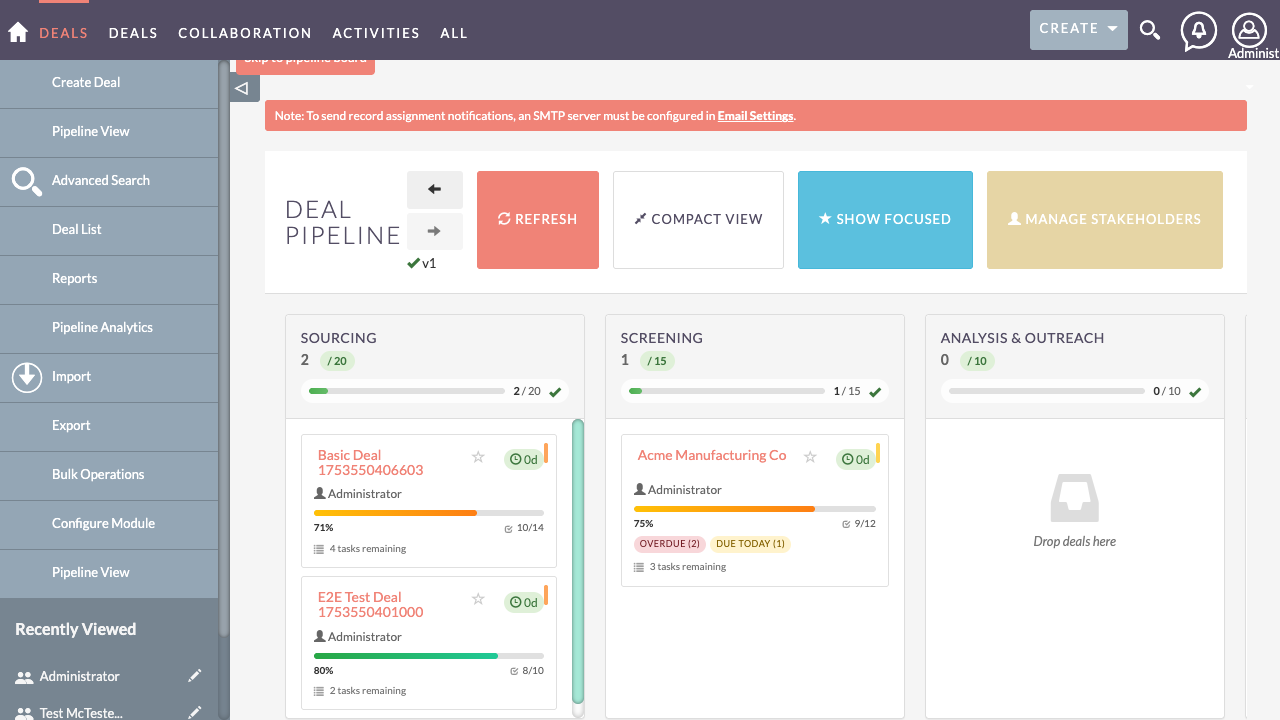 DEALS DEALS COLLABORATION ACTIVITIES ALL
CREATE
Administ
Create Deal
Pipeline View
Advanced Search
Deal List
Reports
Pipeline Analytics
Import
Export
Bulk Operations
Configure Module
Pipeline View
Recently Viewed
Administrator
Test McTeste...
Skip to pipeline board
Note: To send record assignment notifications, an SMTP server must be configured in Email Settings.
DEAL
PIPELINE
v1
REFRESH
COMPACT VIEW
SHOW FOCUSED
MANAGE STAKEHOLDERS
SOURCING
2 / 20
2 / 20
Basic Deal
1753550406603
0d
Administrator
71% 10/14
4 tasks remaining
E2E Test Deal
1753550401000
0d
Administrator
80% 8/10
2 tasks remaining
SCREENING
1 / 15
1 / 15
Acme Manufacturing Co
0d
Administrator
75% 9/12
OVERDUE (2) DUE TODAY (1)
3 tasks remaining
ANALYSIS & OUTREACH
0 / 10
0 / 10
Drop deals here